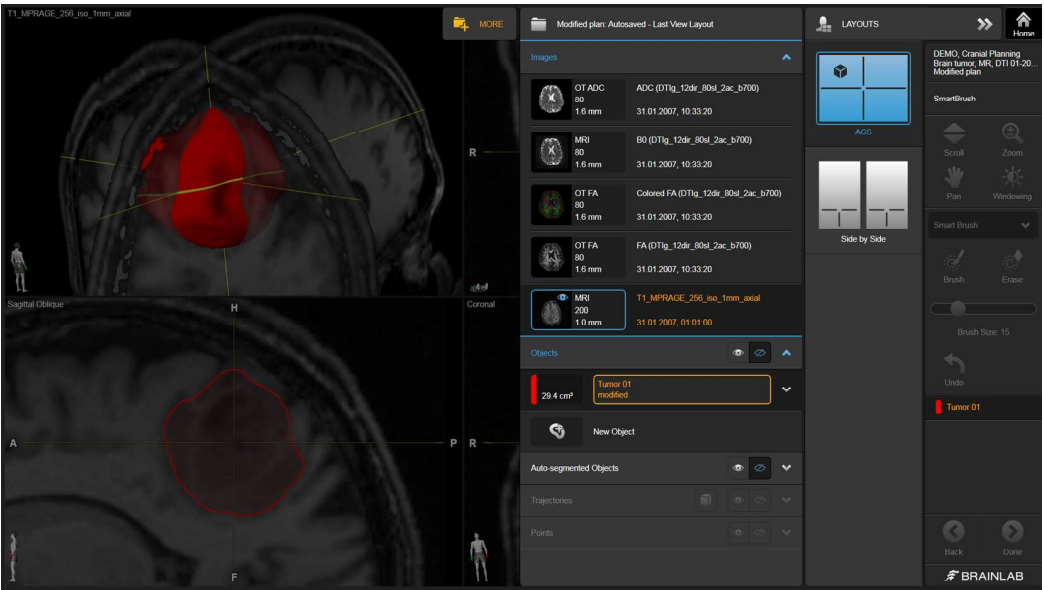 T1_MPRAGE_256_iso_1mm_axial
MORE
R
Sagittal Oblique
H
Coronal
A
P
R
F
Modified plan: Autosaved - Last View Layout
Images
OT ADC
80
1.6 mm
ADC (DTIg_12dir_80sl_2ac_b700)
31.01.2007, 10:33:20
MRI
80
1.6 mm
B0 (DTIg_12dir_80sl_2ac_b700)
31.01.2007, 10:33:20
OT FA
80
1.6 mm
Colored FA (DTIg_12dir_80sl_2ac_b700)
31.01.2007, 10:33:20
OT FA
80
1.6 mm
FA (DTIg_12dir_80sl_2ac_b700)
31.01.2007, 10:33:20
MRI
200
1.0 mm
T1_MPRAGE_256_iso_1mm_axial
31.01.2007, 01:01:00
Objects
29.4 cm³
Tumor 01
modified
New Object
Auto-segmented Objects
Trajectories
Points
LAYOUTS
ACS
Side by Side
Home
DEMO, Cranial Planning
Brain tumor, MR, DTI 01-20...
Modified plan
SmartBrush
Scroll
Zoom
Pan
Windowing
Smart Brush
Brush
Erase
Brush Size: 15
Undo
Tumor 01
Back
Done
BRAINLAB